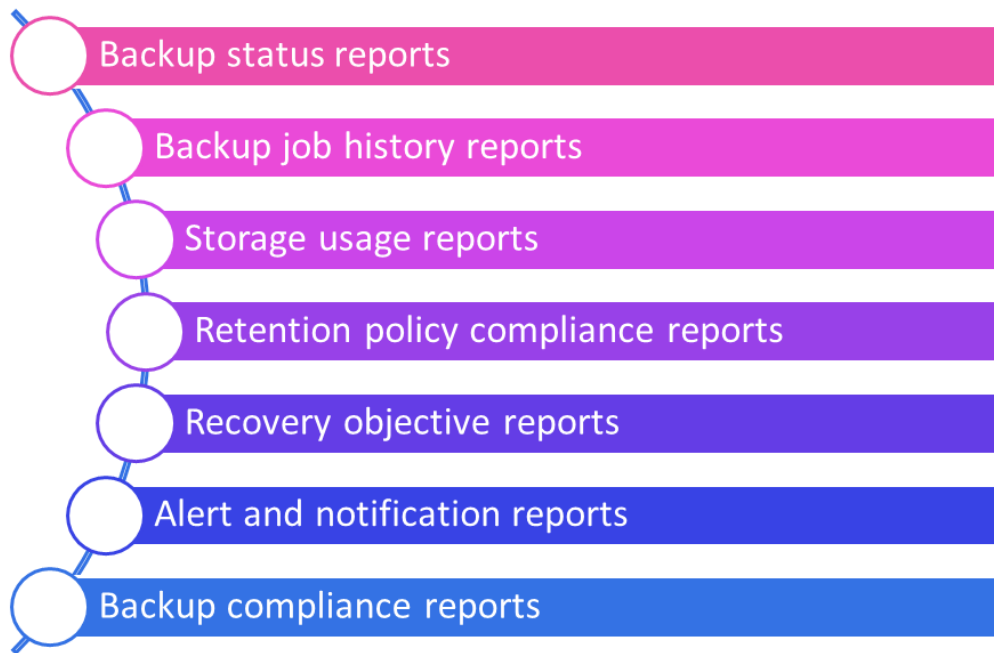 Backup status reports
Backup job history reports
Storage usage reports
Retention policy compliance reports
Recovery objective reports
Alert and notification reports
Backup compliance reports